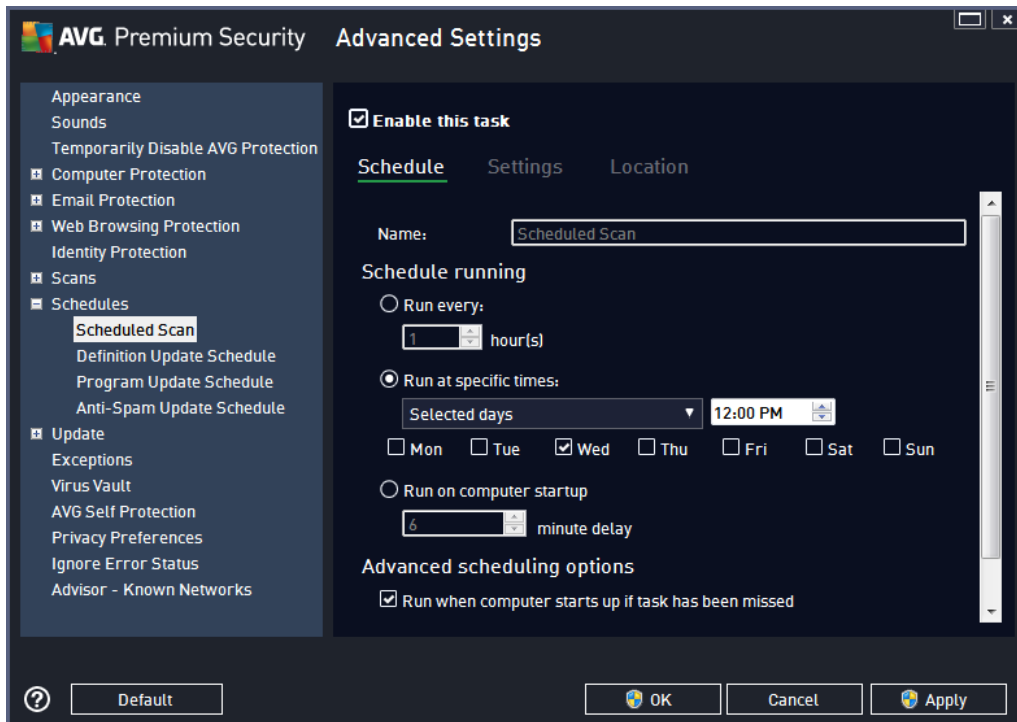 AVG. Premium Security Advanced Settings
Appearance
Sounds
Temporarily Disable AVG Protection
Computer Protection
Email Protection
Web Browsing Protection
Identity Protection
Scans
Schedules
Scheduled Scan
Definition Update Schedule
Program Update Schedule
Anti-Spam Update Schedule
Update
Exceptions
Virus Vault
AVG Self Protection
Privacy Preferences
Ignore Error Status
Advisor - Known Networks
Enable this task
Schedule Settings Location
Name: Scheduled Scan
Schedule running
Run every:
1 hour(s)
Run at specific times:
Selected days 12:00 PM
Mon Tue Wed Thu Fri Sat Sun
Run on computer startup
6 minute delay
Advanced scheduling options
Run when computer starts up if task has been missed
? Default OK Cancel Apply